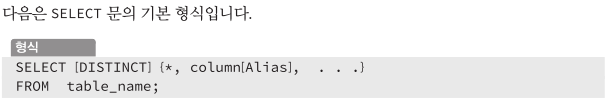 다음은 SELECT 문의 기본 형식입니다.
형식
SELECT [DISTINCT] {*, column[Alias], . . .}
FROM table_name;